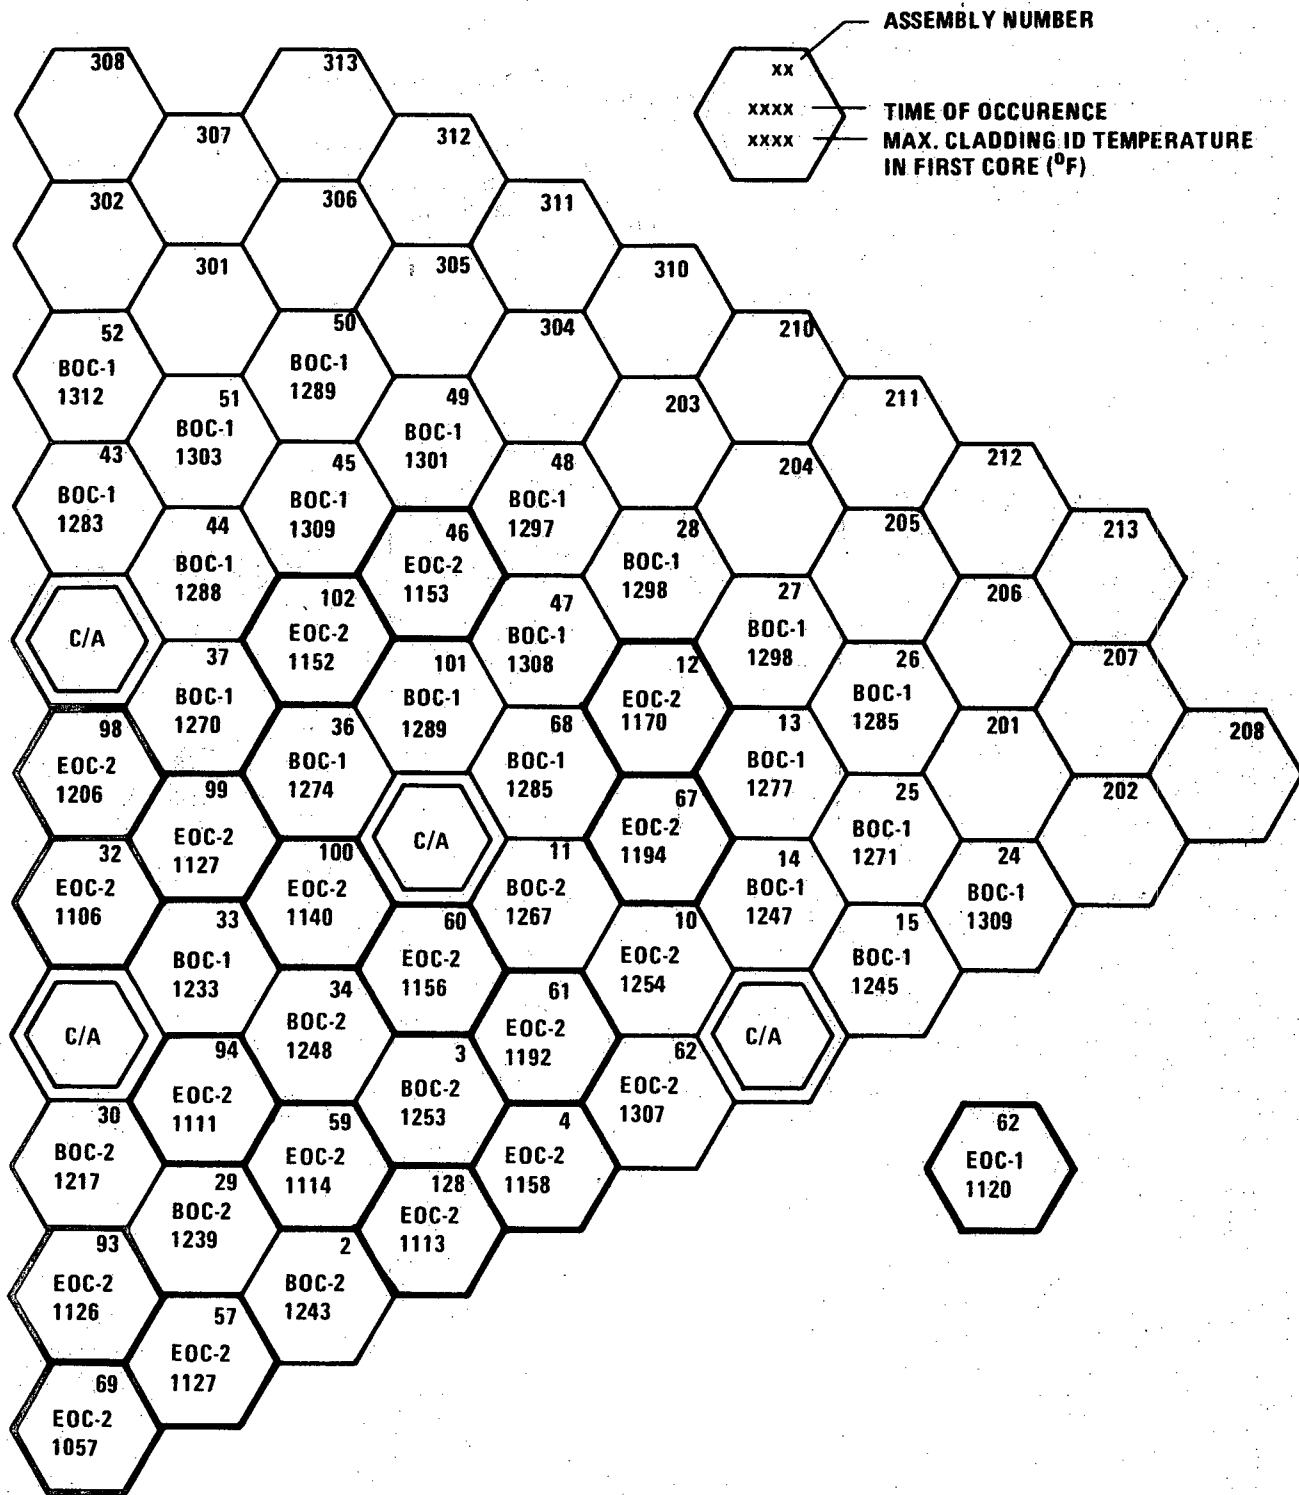 ASSEMBLY NUMBER
xx
xxxx
TIME OF OCCURENCE
xxxx
MAX. CLADDING ID TEMPERATURE
IN FIRST CORE (⁰F)
308
313
307
312
302
306
311
301
305
310
52
BOC-1
1312
50
BOC-1
1289
304
210
51
BOC-1
1303
49
BOC-1
1301
203
211
43
BOC-1
1283
45
BOC-1
1309
48
BOC-1
1297
204
212
44
BOC-1
1288
46
EOC-2
1153
28
BOC-1
1298
205
213
C/A
102
EOC-2
1152
47
BOC-1
1308
27
BOC-1
1298
206
37
BOC-1
1270
101
BOC-1
1289
12
EOC-2
1170
26
BOC-1
1285
207
98
EOC-2
1206
36
BOC-1
1274
68
BOC-1
1285
13
BOC-1
1277
201
208
99
EOC-2
1127
C/A
67
EOC-2
1194
25
BOC-1
1271
202
32
EOC-2
1106
100
EOC-2
1140
11
BOC-2
1267
14
BOC-1
1247
24
BOC-1
1309
33
BOC-1
1233
60
EOC-2
1156
10
EOC-2
1254
15
BOC-1
1245
C/A
34
BOC-2
1248
61
EOC-2
1192
C/A
94
EOC-2
1111
3
BOC-2
1253
62
EOC-2
1307
30
BOC-2
1217
59
EOC-2
1114
4
EOC-2
1158
62
EOC-1
1120
29
BOC-2
1239
128
EOC-2
1113
93
EOC-2
1126
2
BOC-2
1243
57
EOC-2
1127
69
EOC-2
1057